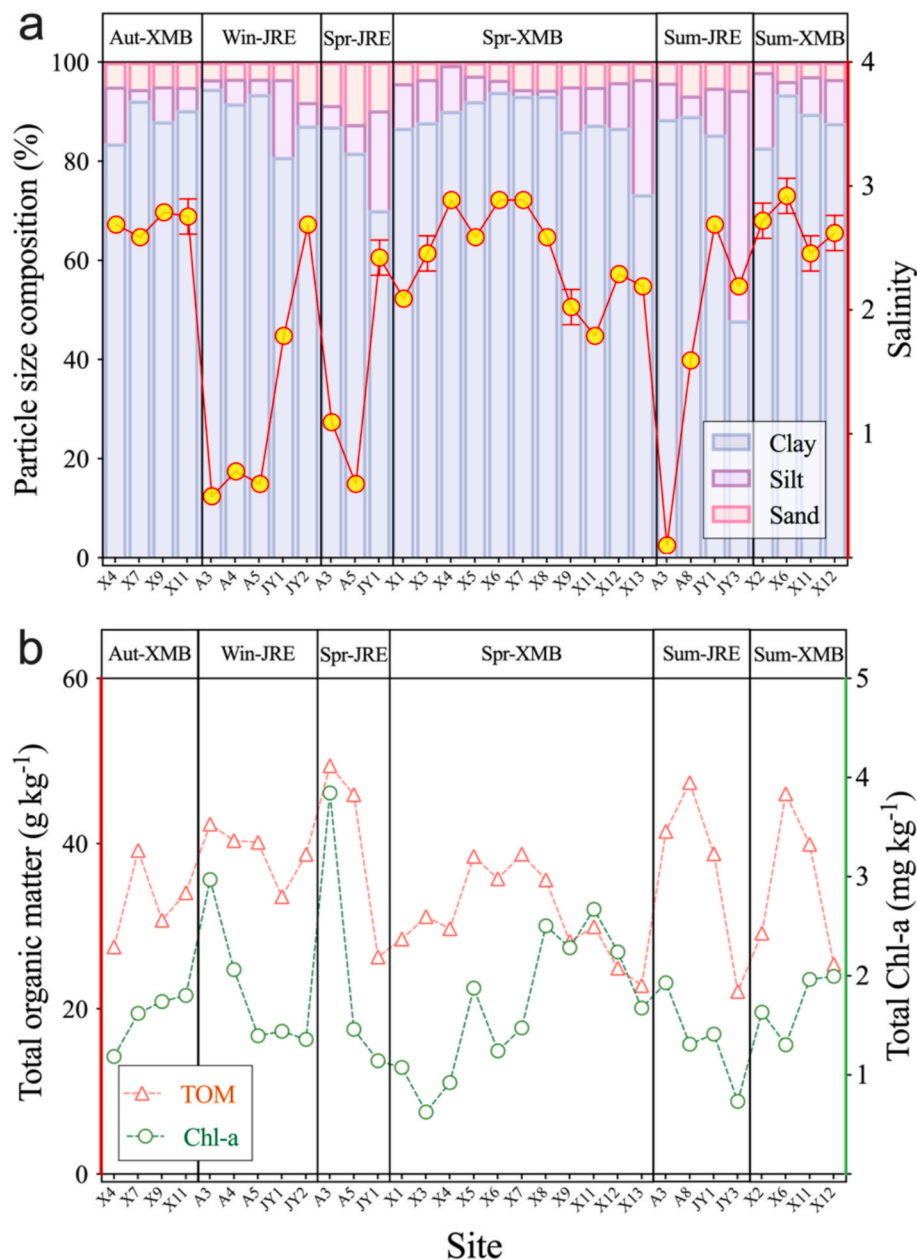 a
Aut-XMB Win-JRE Spr-JRE Spr-XMB Sum-JRE Sum-XMB
100 4
80
3
60
2
40
1
20
0
Particle size composition (%)
Salinity
Clay
Silt
Sand
X4 X7 X9 X11 A3 A4 A5 JY1 JY2 A3 A5 JY1 X1 X3 X4 X5 X6 X7 X8 X9 X11 X12 X13 A3 A8 JY1 JY3 X2 X6 X11 X12
b
Aut-XMB Win-JRE Spr-JRE Spr-XMB Sum-JRE Sum-XMB
60 5
4
40
3
2
20
1
0 0
Total organic matter (g kg⁻¹)
Total Chl-a (mg kg⁻¹)
TOM
Chl-a
X4 X7 X9 X11 A3 A4 A5 JY1 JY2 A3 A5 JY1 X1 X3 X4 X5 X6 X7 X8 X9 X11 X12 X13 A3 A8 JY1 JY3 X2 X6 X11 X12
Site